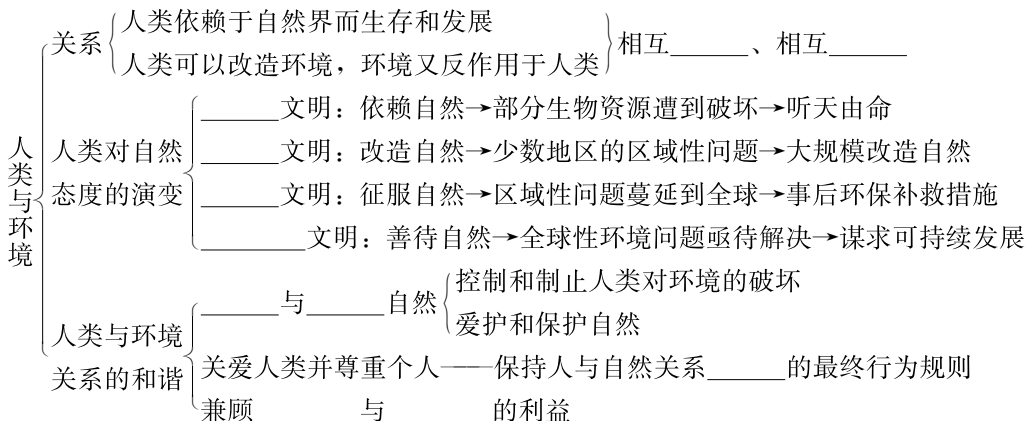 人类与环境
关系
人类依赖于自然界而生存和发展
人类可以改造环境，环境又反作用于人类
相互______、相互______
人类对自然
态度的演变
______文明：依赖自然→部分生物资源遭到破坏→听天由命
______文明：改造自然→少数地区的区域性问题→大规模改造自然
______文明：征服自然→区域性问题蔓延到全球→事后环保补救措施
________文明：善待自然→全球性环境问题亟待解决→谋求可持续发展
人类与环境
关系的和谐
______与______自然
控制和制止人类对环境的破坏
爱护和保护自然
关爱人类并尊重个人——保持人与自然关系______的最终行为规则
兼顾 与 的利益